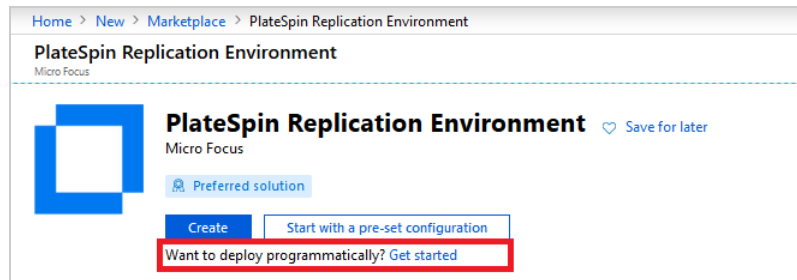 Home > New > Marketplace > PlateSpin Replication Environment
PlateSpin Replication Environment
Micro Focus
PlateSpin Replication Environment ♡ Save for later
Micro Focus
Preferred solution
Create Start with a pre-set configuration
Want to deploy programmatically? Get started